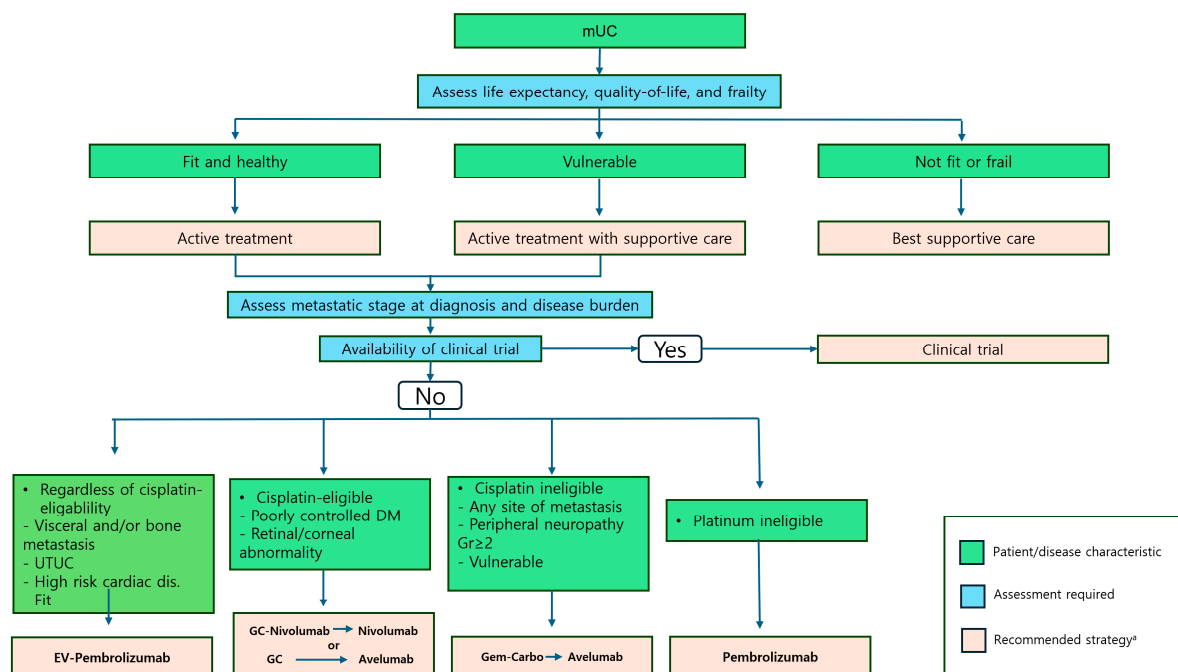 mUC
Assess life expectancy, quality-of-life, and frailty
Fit and healthy
Vulnerable
Not fit or frail
Active treatment
Active treatment with supportive care
Best supportive care
Assess metastatic stage at diagnosis and disease burden
Availability of clinical trial
Yes
Clinical trial
No
• Regardless of cisplatin-
eligablility
- Visceral and/or bone
metastasis
- UTUC
- High risk cardiac dis.
Fit
• Cisplatin-eligible
- Poorly controlled DM
- Retinal/corneal
abnormality
• Cisplatin ineligible
- Any site of metastasis
- Peripheral neuropathy
Gr≥2
- Vulnerable
• Platinum ineligible
EV-Pembrolizumab
GC-Nivolumab Nivolumab
or
GC Avelumab
Gem-Carbo Avelumab
Pembrolizumab
Patient/disease characteristic
Assessment required
Recommended strategyᵃ